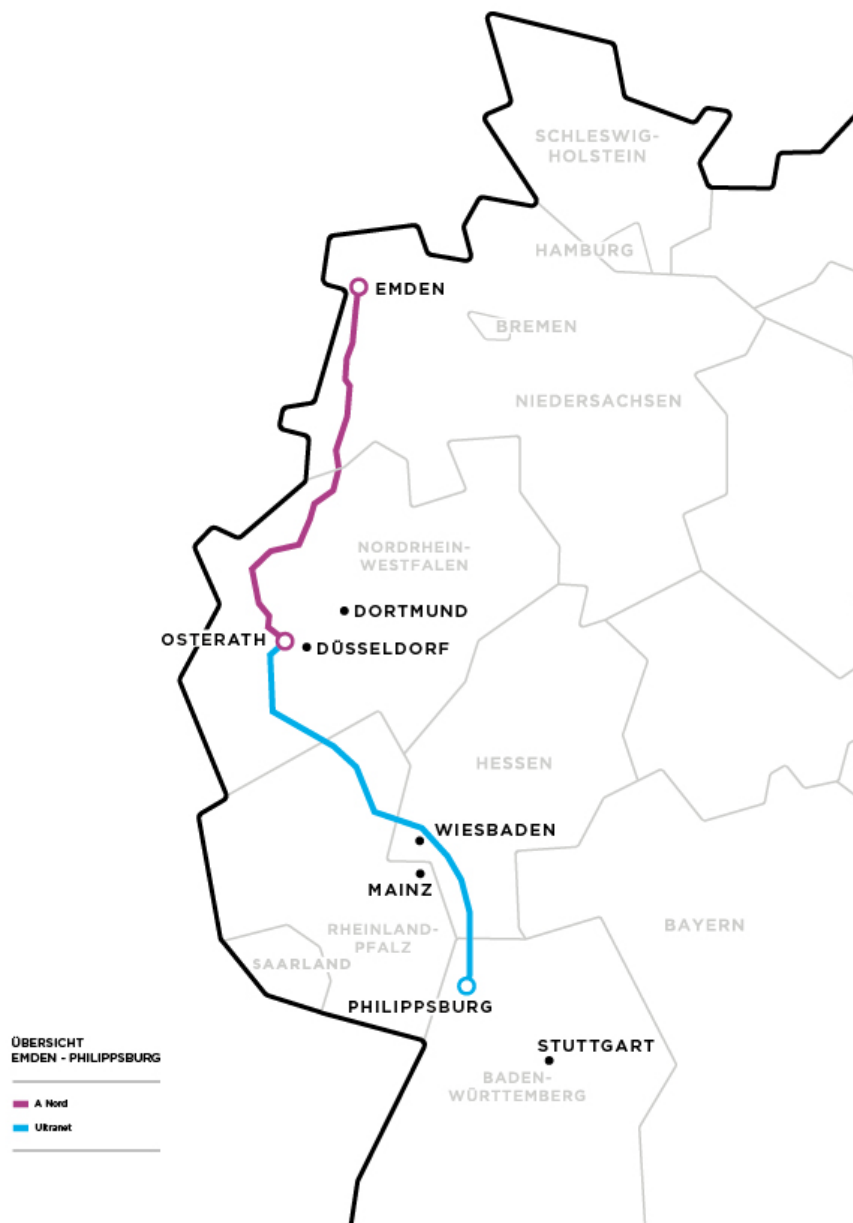 SCHLESWIG-
HOLSTEIN
HAMBURG
EMDEN
BREMEN
NIEDERSACHSEN
NORDRHEIN-
WESTFALEN
DORTMUND
OSTERATH
DÜSSELDORF
HESSEN
WIESBADEN
MAINZ
RHEINLAND-
PFALZ
BAYERN
SAARLAND
PHILIPPSBURG
STUTTGART
BADEN-
WÜRTTEMBERG
ÜBERSICHT
EMDEN - PHILIPPSBURG
A Nord
Ultranet